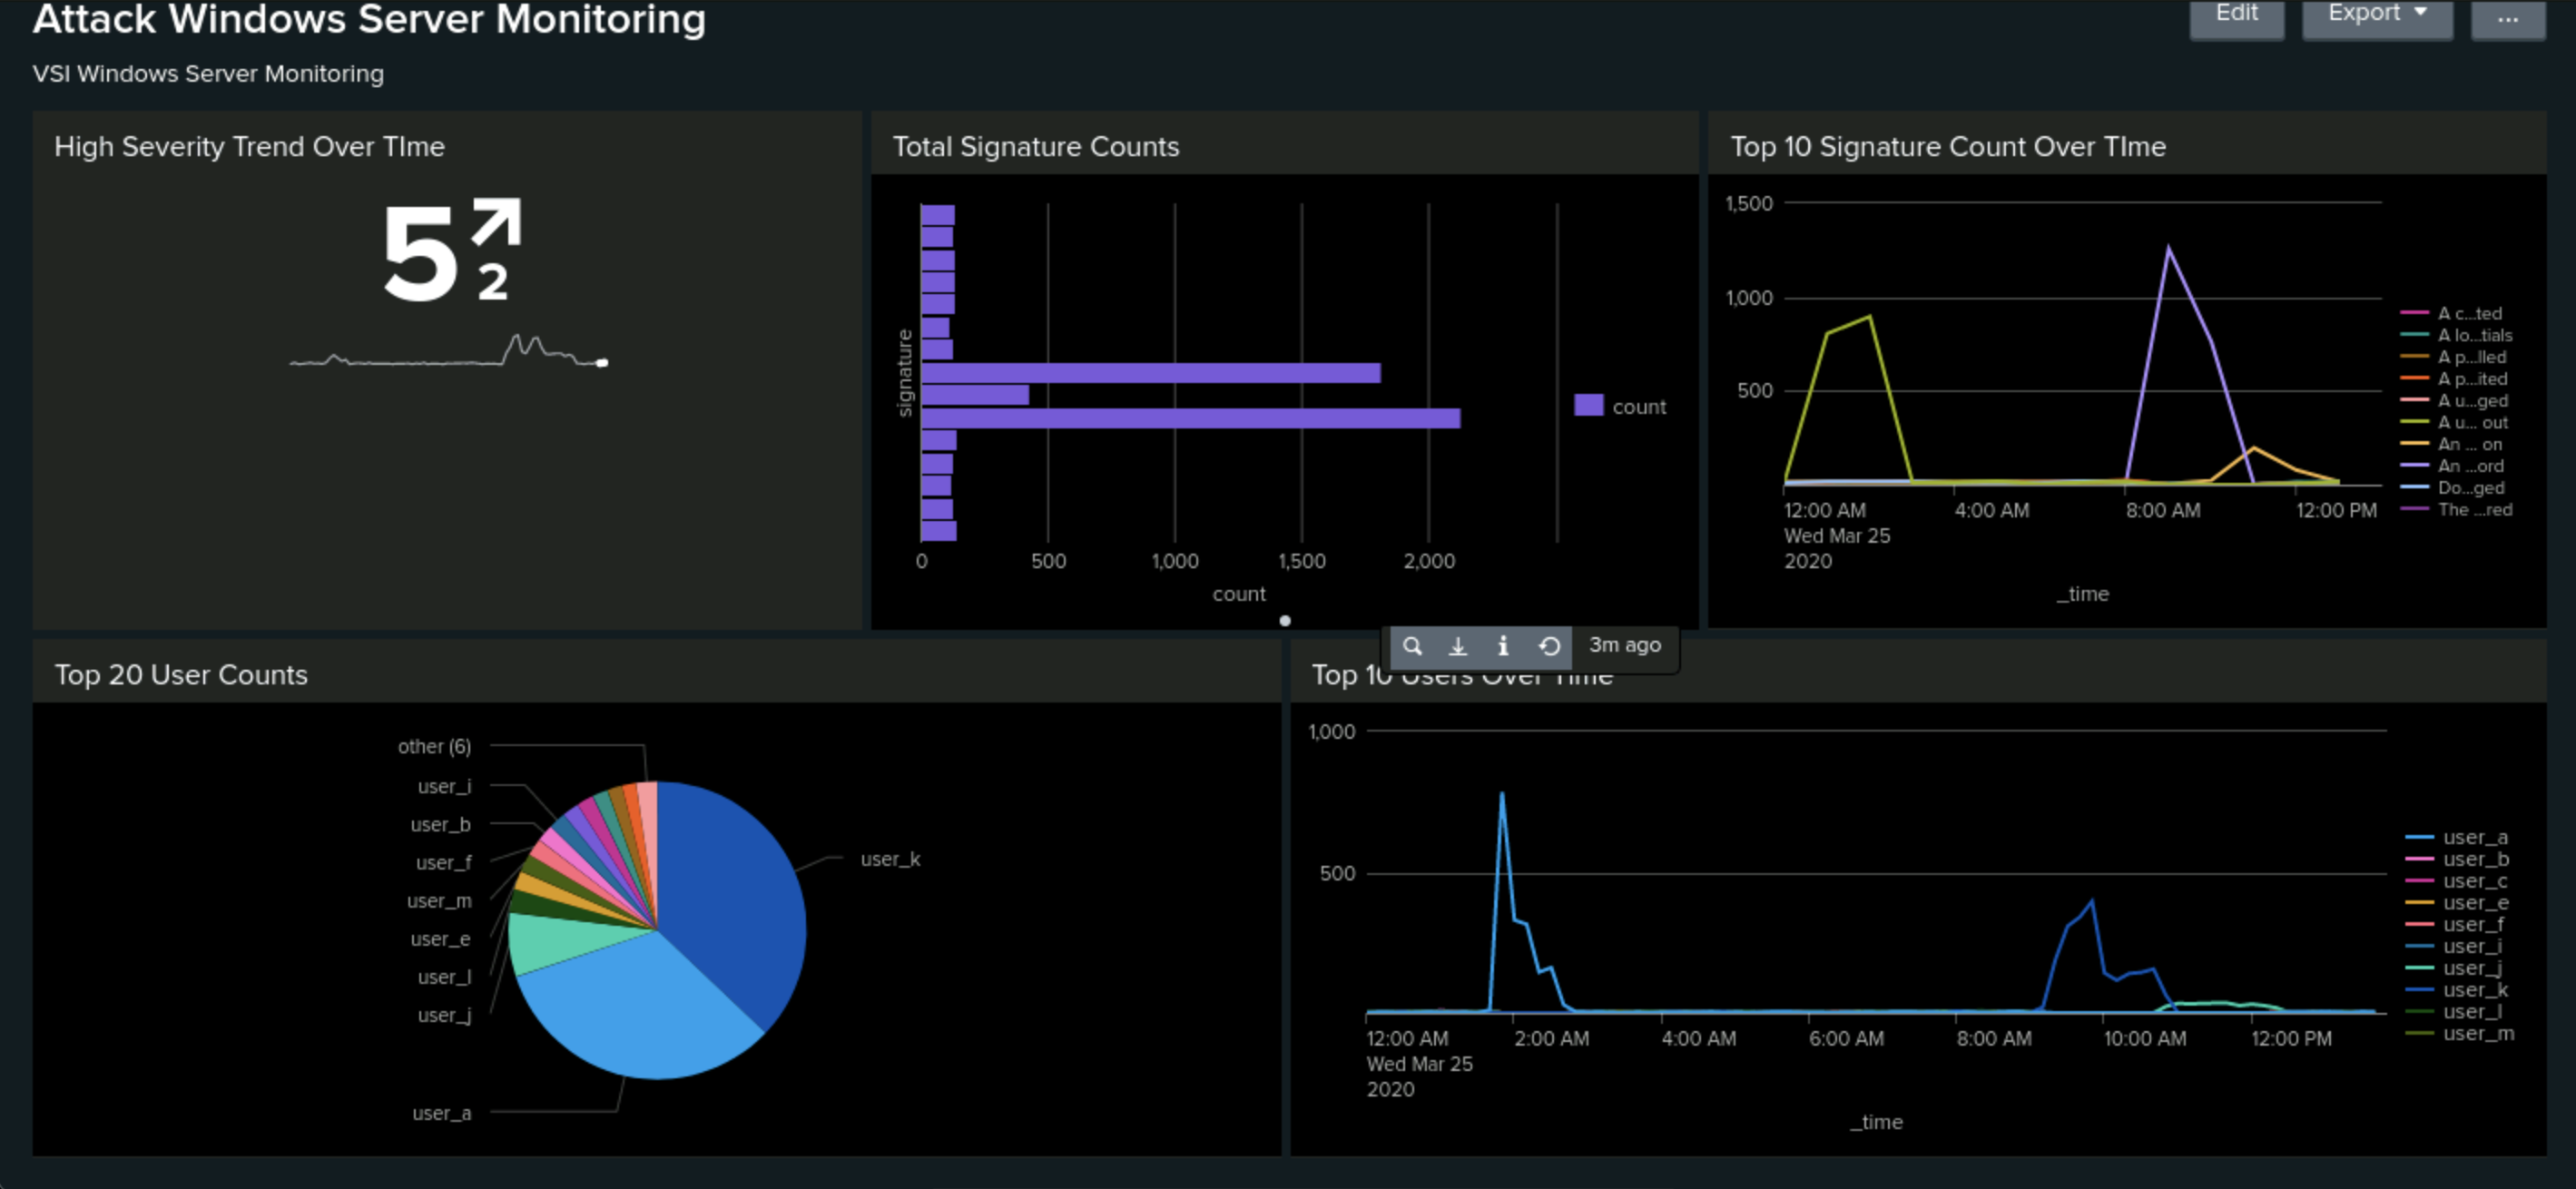 Attack Windows Server Monitoring
Edit
Export
...
VSI Windows Server Monitoring
High Severity Trend Over TIme
5
2
Total Signature Counts
signature
0
500
1,000
1,500
2,000
count
count
Top 10 Signature Count Over TIme
1,500
1,000
500
12:00 AM
Wed Mar 25
2020
4:00 AM
8:00 AM
12:00 PM
_time
A c...ted
A lo...tials
A p...lled
A p...ited
A u...ged
A u... out
An ... on
An ...ord
Do...ged
The ...red
3m ago
Top 20 User Counts
other (6)
user_i
user_b
user_f
user_m
user_e
user_l
user_j
user_a
user_k
Top 10 Users Over Time
1,000
500
12:00 AM
Wed Mar 25
2020
2:00 AM
4:00 AM
6:00 AM
8:00 AM
10:00 AM
12:00 PM
_time
user_a
user_b
user_c
user_e
user_f
user_i
user_j
user_k
user_l
user_m